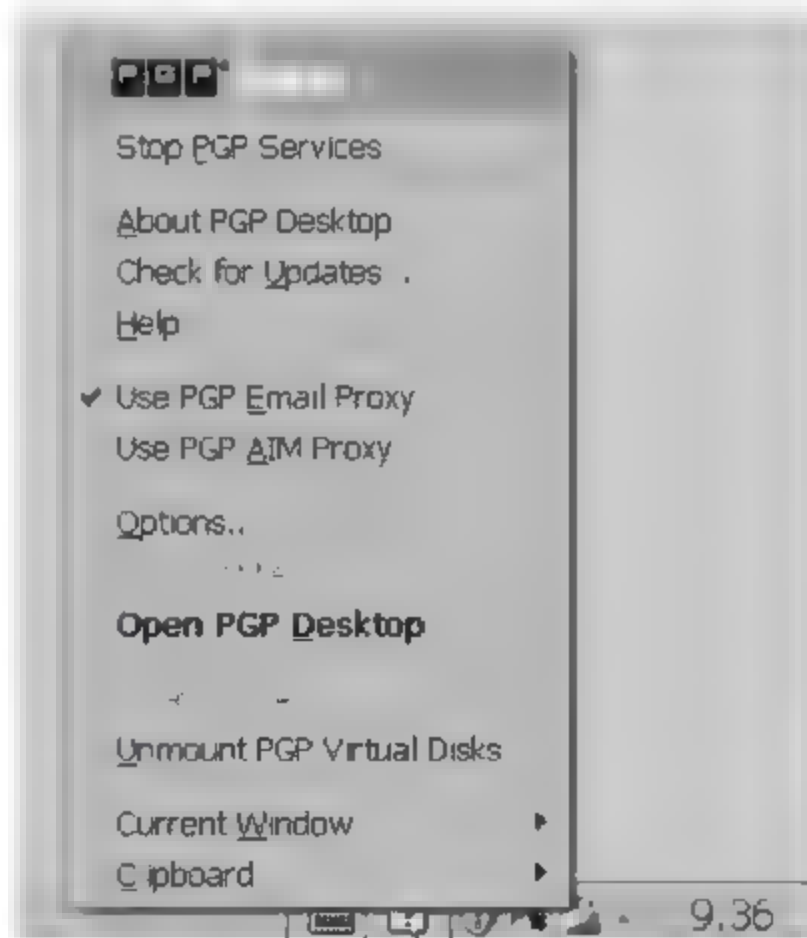 PGP
Stop PGP Services
About PGP Desktop
Check for Updates .
Help
Use PGP Email Proxy
Use PGP AIM Proxy
Options..
Open PGP Desktop
Unmount PGP Virtual Disks
Current Window
Clipboard
9.36